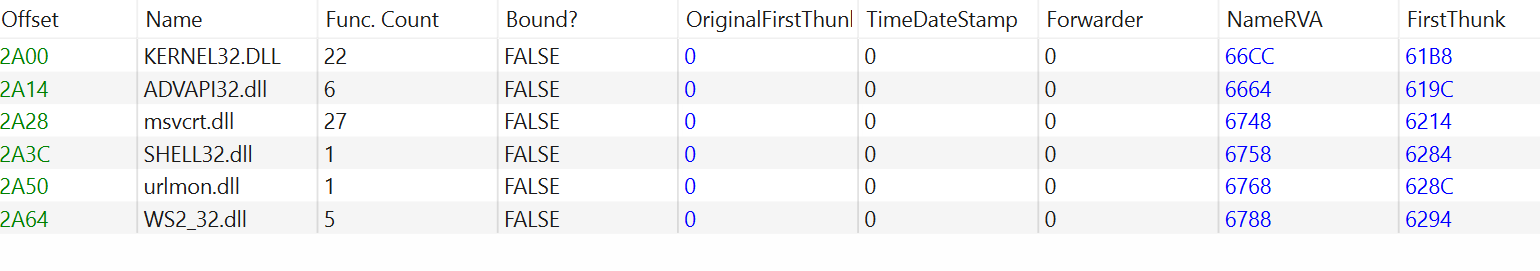 Offset Name Func. Count Bound? OriginalFirstThunk TimeDateStamp Forwarder NameRVA FirstThunk
2A00 KERNEL32.DLL 22 FALSE 0 0 0 66CC 61B8
2A14 ADVAPI32.dll 6 FALSE 0 0 0 6664 619C
2A28 msvcrt.dll 27 FALSE 0 0 0 6748 6214
2A3C SHELL32.dll 1 FALSE 0 0 0 6758 6284
2A50 urlmon.dll 1 FALSE 0 0 0 6768 628C
2A64 WS2_32.dll 5 FALSE 0 0 0 6788 6294